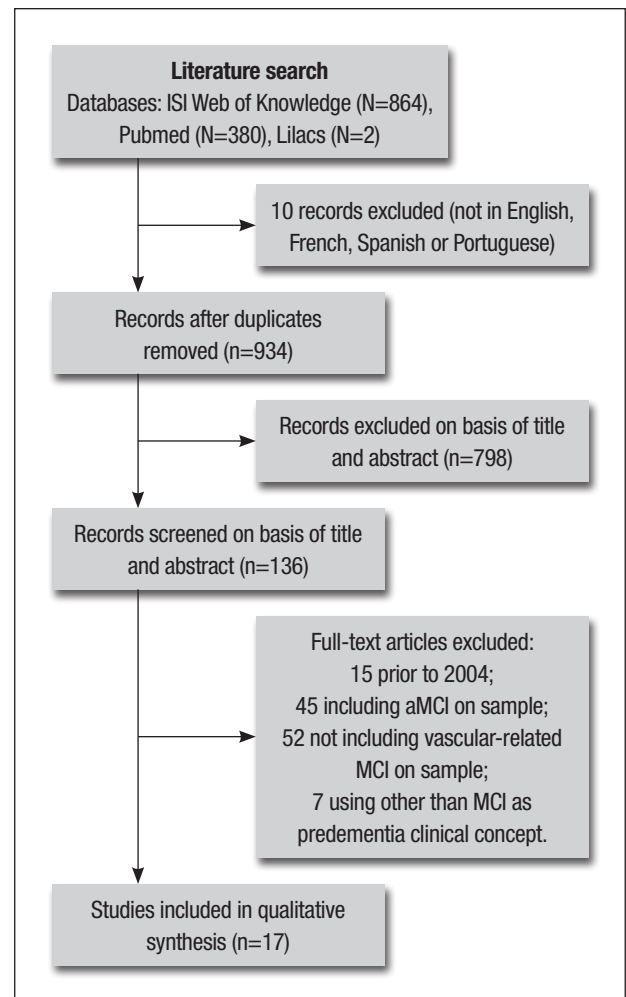 Literature search
Databases: ISI Web of Knowledge (N=864),
Pubmed (N=380), Lilacs (N=2)
10 records excluded (not in English,
French, Spanish or Portuguese)
Records after duplicates
removed (n=934)
Records excluded on basis of title
and abstract (n=798)
Records screened on basis of title
and abstract (n=136)
Full-text articles excluded:
15 prior to 2004;
45 including aMCI on sample;
52 not including vascular-related
MCI on sample;
7 using other than MCI as
predementia clinical concept.
Studies included in qualitative
synthesis (n=17)